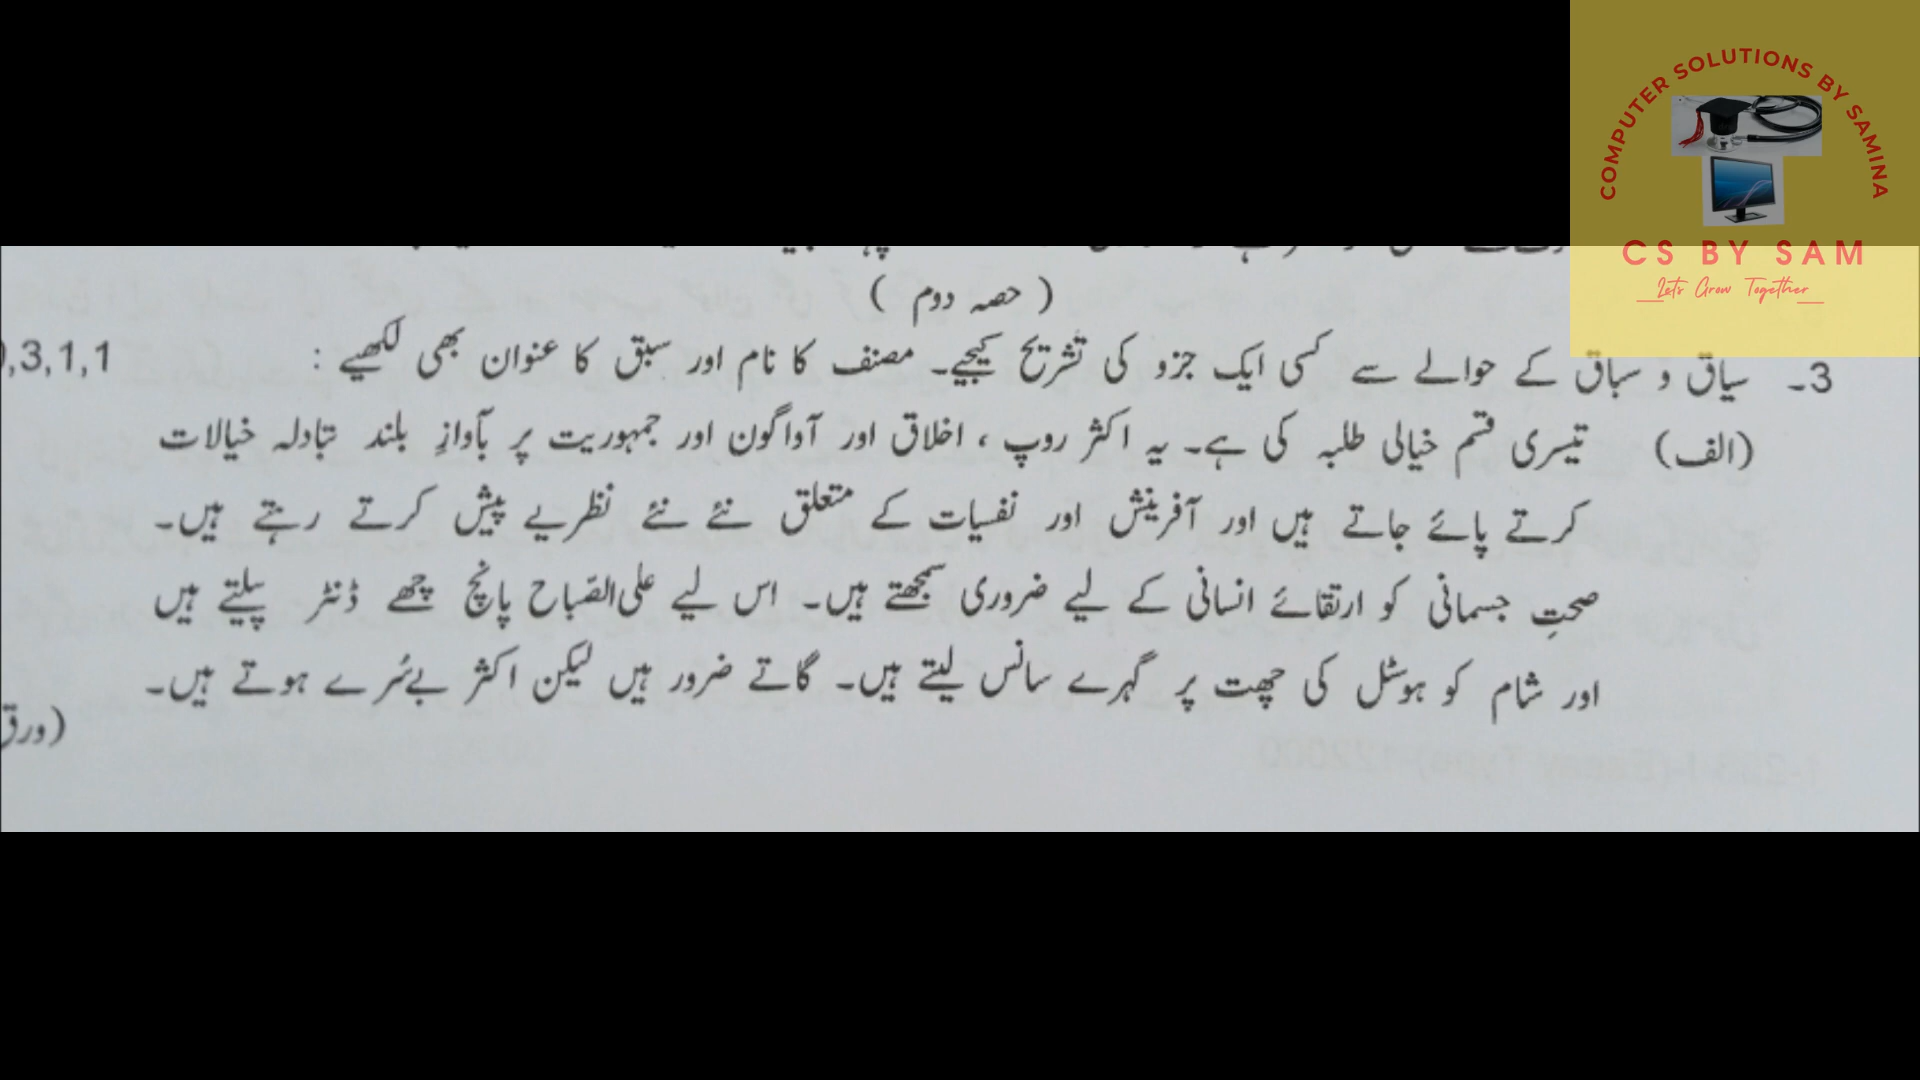 COMPUTER SOLUTIONS BY SAMINA
CS BY SAM
Let's Grow Together
( حصہ دوم )
3۔ سیاق و سباق کے حوالے سے کسی ایک جزو کی تشریح کیجیے۔ مصنف کا نام اور سبق کا عنوان بھی لکھیے : ,3,1,1
(الف) تیسری قسم خیالی طلبہ کی ہے۔ یہ اکثر روپ ، اخلاق اور آواگون اور جمہوریت پر بآوازِ بلند تبادلہ خیالات
کرتے پائے جاتے ہیں اور آفرینش اور نفسیات کے متعلق نئے نئے نظریے پیش کرتے رہتے ہیں۔
صحتِ جسمانی کو ارتقائے انسانی کے لیے ضروری سمجھتے ہیں۔ اس لیے علی الصّباح پانچ چھے ڈنٹر پیلتے ہیں
اور شام کو ہوسٹل کی چھت پر گہرے سانس لیتے ہیں۔ گاتے ضرور ہیں لیکن اکثر بےسُرے ہوتے ہیں۔
(ورق